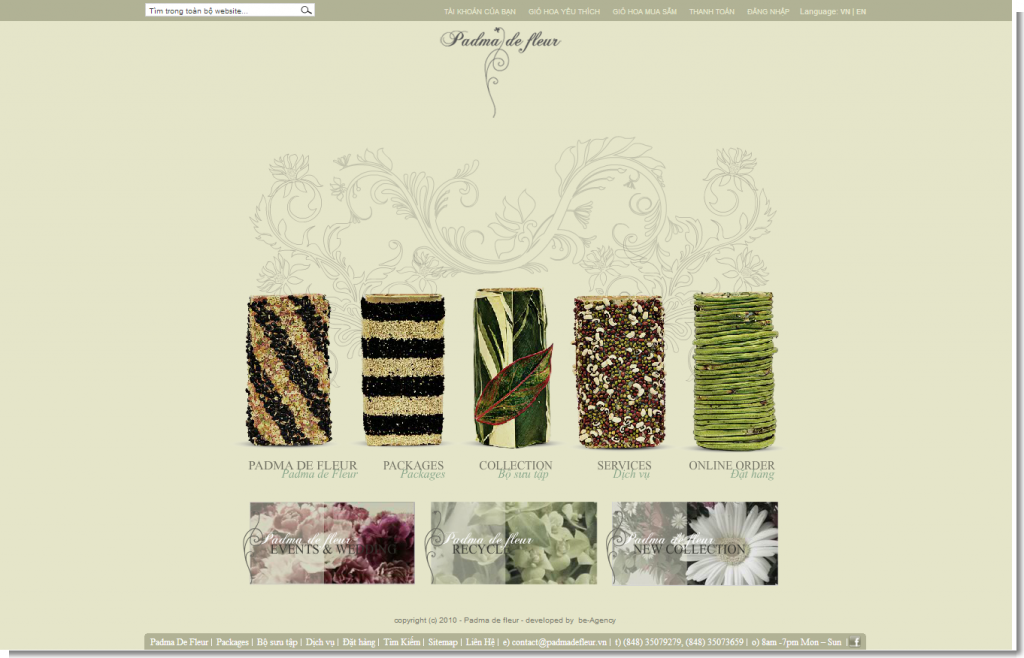 Tìm trong toàn bộ website...
TÀI KHOẢN CỦA BẠN GIỎ HOA YÊU THÍCH GIỎ HOA MUA SẮM THANH TOÁN ĐĂNG NHẬP Language: VN | EN
Padma de fleur
PADMA DE FLEUR PACKAGES COLLECTION SERVICES ONLINE ORDER
Padma de Fleur Packages Bộ sưu tập Dịch vụ Đặt hàng
Padma de fleur Padma de fleur Padma de fleur
EVENTS & WEDDING RECYCLE NEW COLLECTION
copyright (c) 2010 - Padma de fleur - developed by be-Agency
Padma De Fleur | Packages | Bộ sưu tập | Dịch vụ | Đặt hàng | Tìm Kiếm | Sitemap | Liên Hệ | e) contact@padmadefleur.vn | t) (848) 35079279, (848) 35073659 | o) 8am -7pm Mon – Sun |